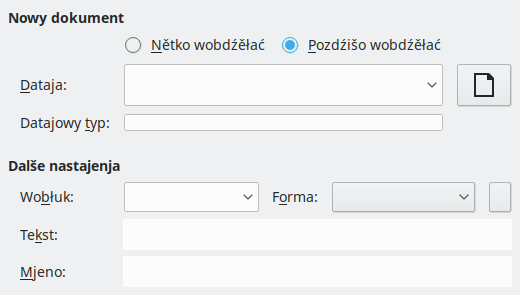 Nowy dokument
Nětko wobdźěłać Pozdźišo wobdźěłać
Dataja:
Datajowy typ:
Dalše nastajenja
Wobłuk: Forma:
Tekst:
Mjeno: